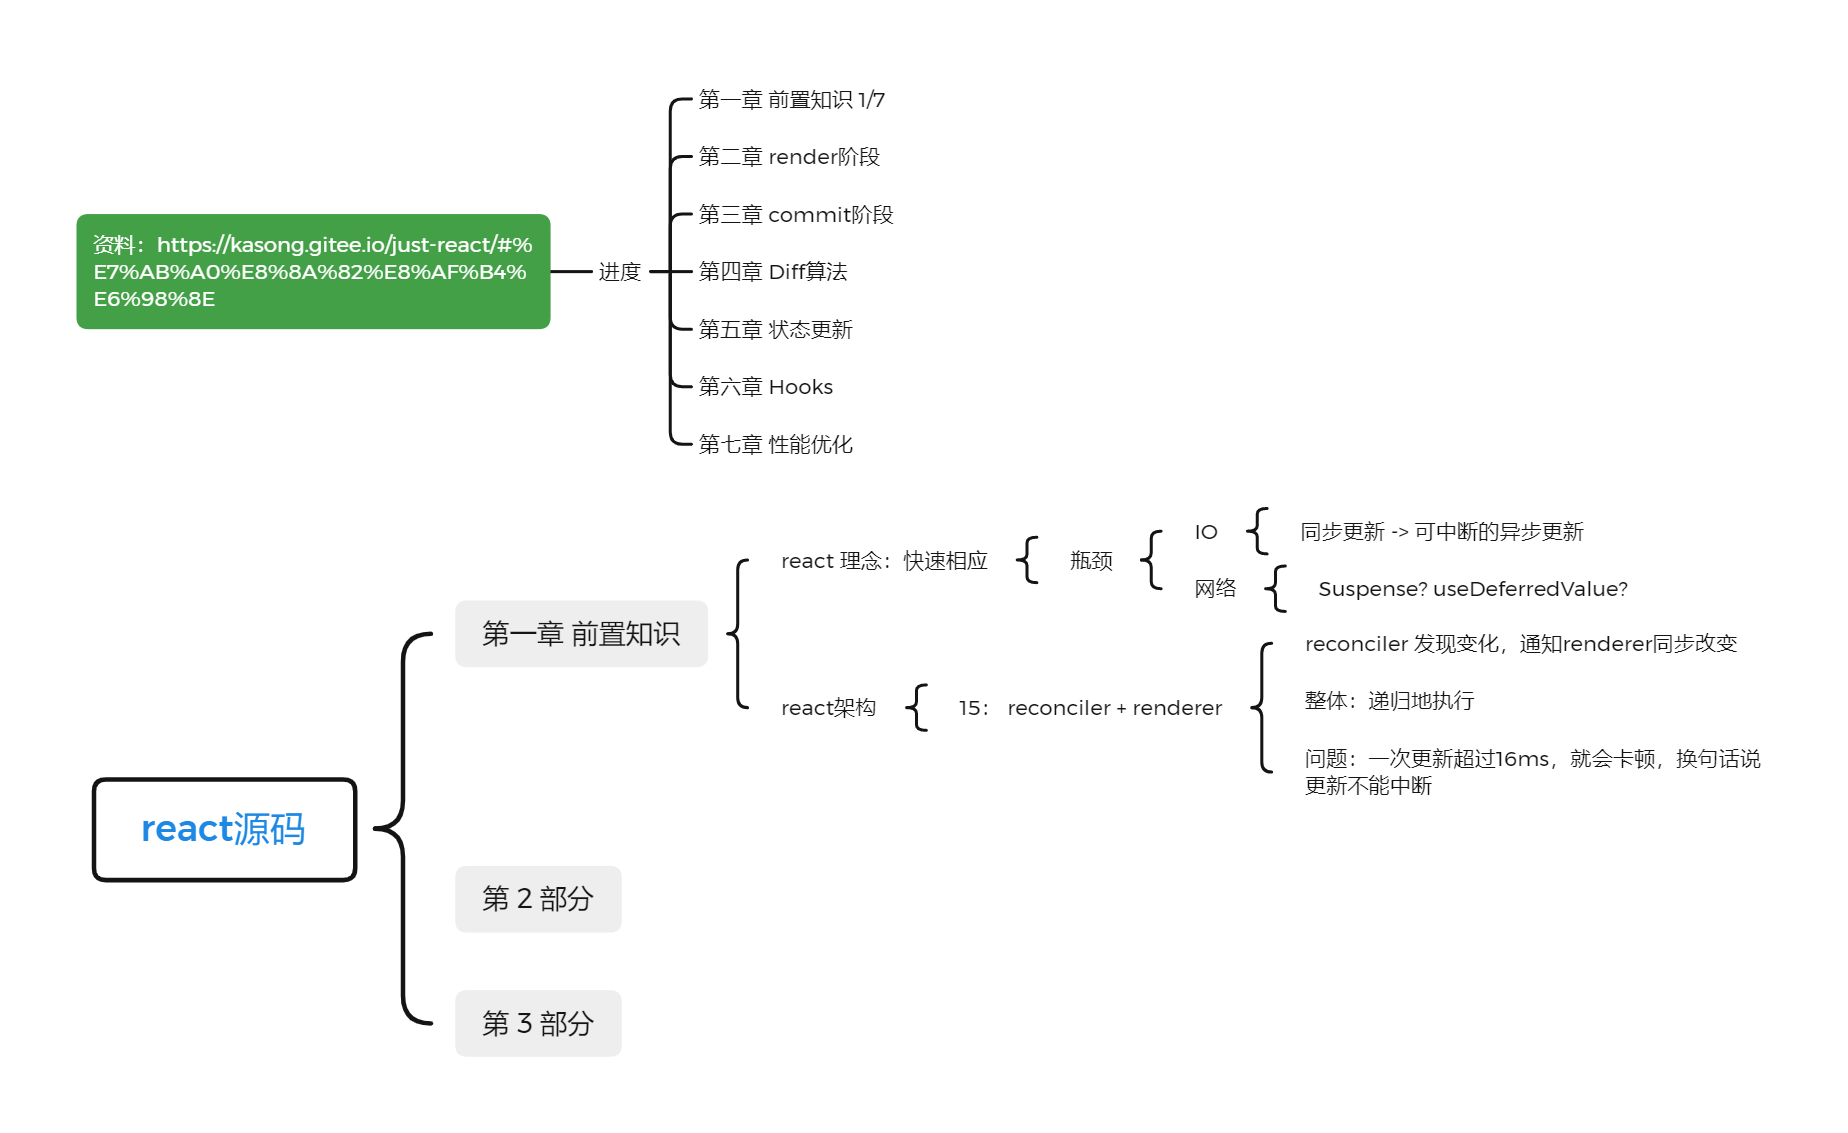 第一章 前置知识 1/7
第二章 render阶段
第三章 commit阶段
资料：https://kasong.gitee.io/just-react/#%
E7%AB%A0%E8%8A%82%E8%AF%B4%
E6%98%8E
进度
第四章 Diff算法
第五章 状态更新
第六章 Hooks
第七章 性能优化
react源码
第一章 前置知识
react 理念：快速相应
瓶颈
IO
同步更新 -> 可中断的异步更新
网络
Suspense? useDeferredValue?
react架构
15： reconciler + renderer
reconciler 发现变化，通知renderer同步改变
整体：递归地执行
问题：一次更新超过16ms，就会卡顿，换句话说
更新不能中断
第 2 部分
第 3 部分